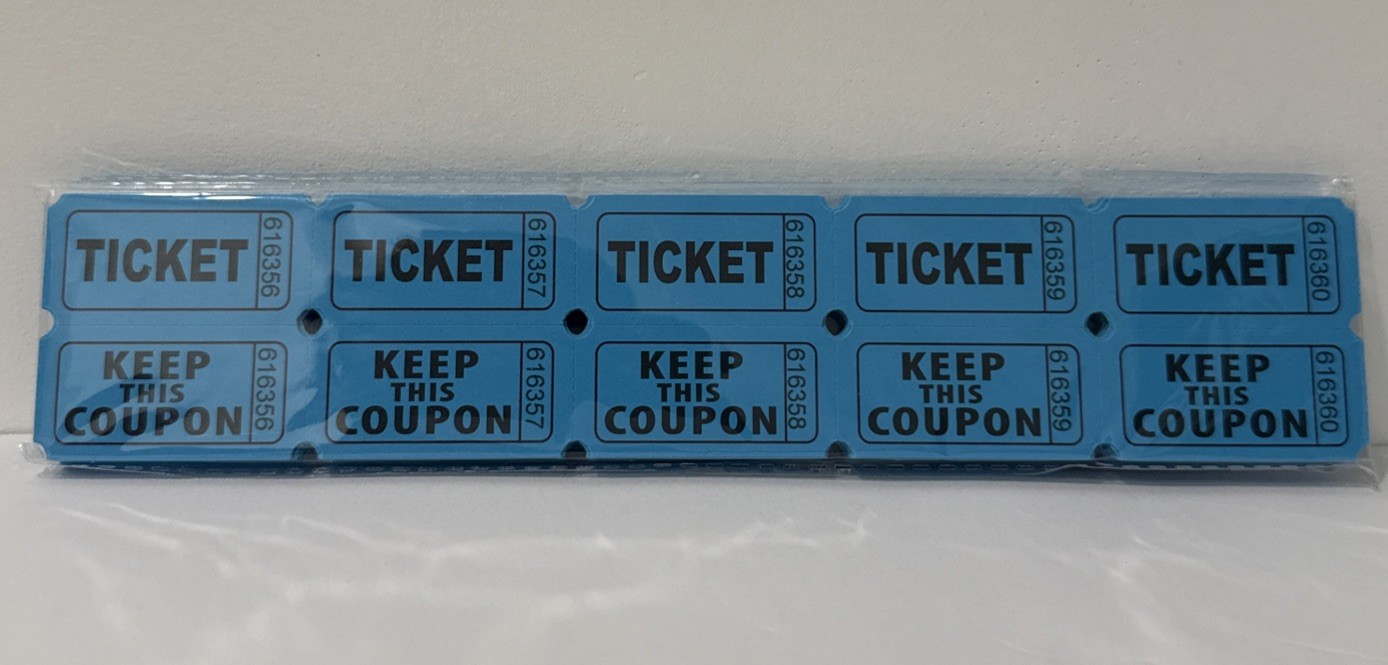 TICKET 616356
TICKET 616357
TICKET 616358
TICKET 616359
TICKET 616360
KEEP
THIS
COUPON 616356
KEEP
THIS
COUPON 616357
KEEP
THIS
COUPON 616358
KEEP
THIS
COUPON 616359
KEEP
THIS
COUPON 616360